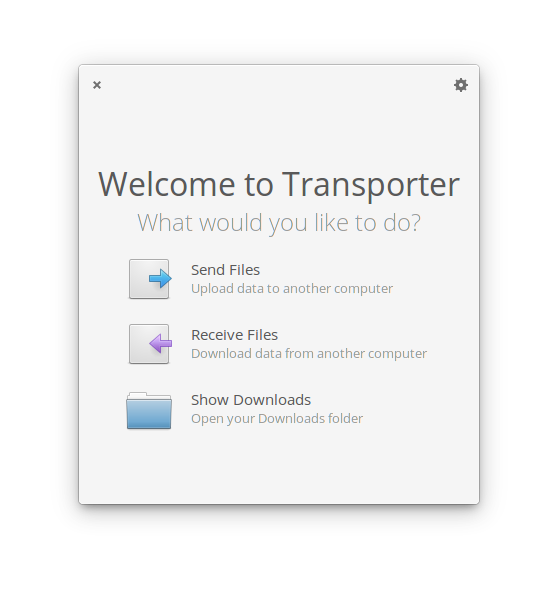 Welcome to Transporter
What would you like to do?
Send Files
Upload data to another computer
Receive Files
Download data from another computer
Show Downloads
Open your Downloads folder